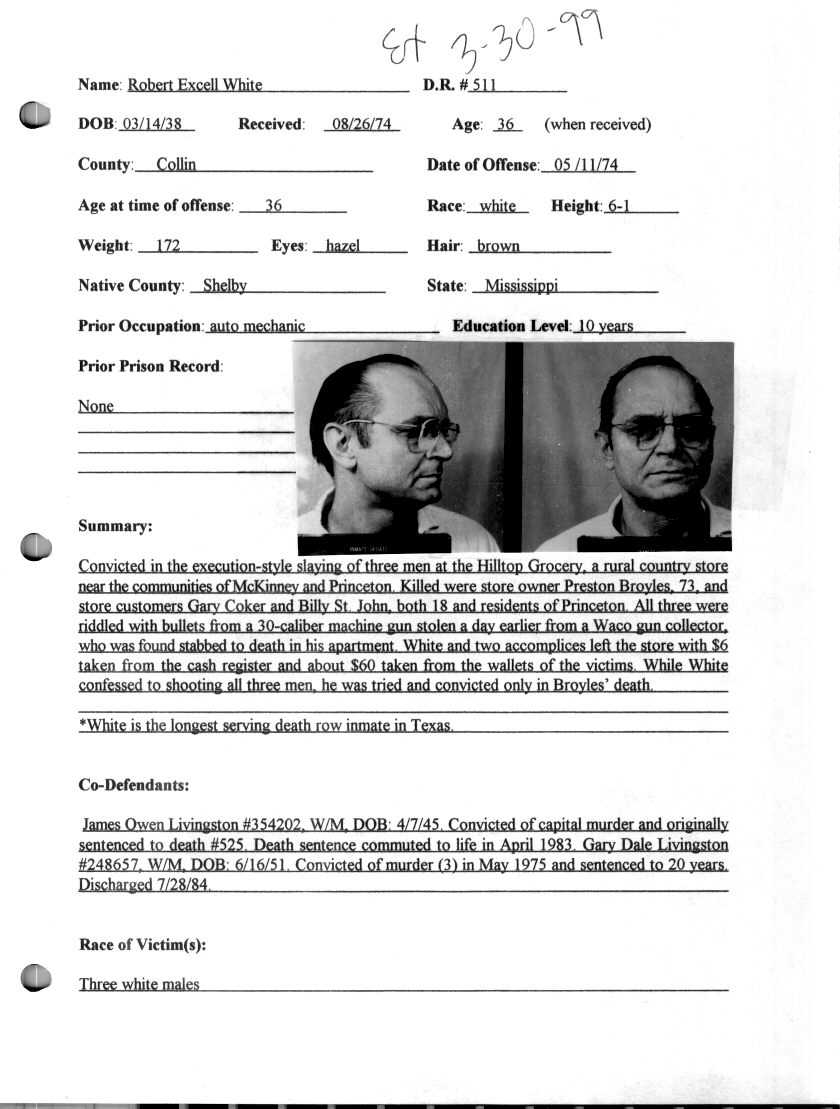 Ex 3-30-99
Name: Robert Excell White D.R. # 511
DOB: 03/14/38 Received: 08/26/74 Age: 36 (when received)
County: Collin Date of Offense: 05 /11/74
Age at time of offense: 36 Race: white Height: 6-1
Weight: 172 Eyes: hazel Hair: brown
Native County: Shelby State: Mississippi
Prior Occupation: auto mechanic Education Level: 10 years
Prior Prison Record:
None
Summary:
Convicted in the execution-style slaying of three men at the Hilltop Grocery, a rural country store
near the communities of McKinney and Princeton. Killed were store owner Preston Broyles, 73, and
store customers Gary Coker and Billy St. John, both 18 and residents of Princeton. All three were
riddled with bullets from a 30-caliber machine gun stolen a day earlier from a Waco gun collector,
who was found stabbed to death in his apartment. White and two accomplices left the store with $6
taken from the cash register and about $60 taken from the wallets of the victims. While White
confessed to shooting all three men, he was tried and convicted only in Broyles' death.
*White is the longest serving death row inmate in Texas.
Co-Defendants:
James Owen Livingston #354202, W/M, DOB: 4/7/45. Convicted of capital murder and originally
sentenced to death #525. Death sentence commuted to life in April 1983. Gary Dale Livingston
#248657, W/M, DOB: 6/16/51. Convicted of murder (3) in May 1975 and sentenced to 20 years.
Discharged 7/28/84.
Race of Victim(s):
Three white males